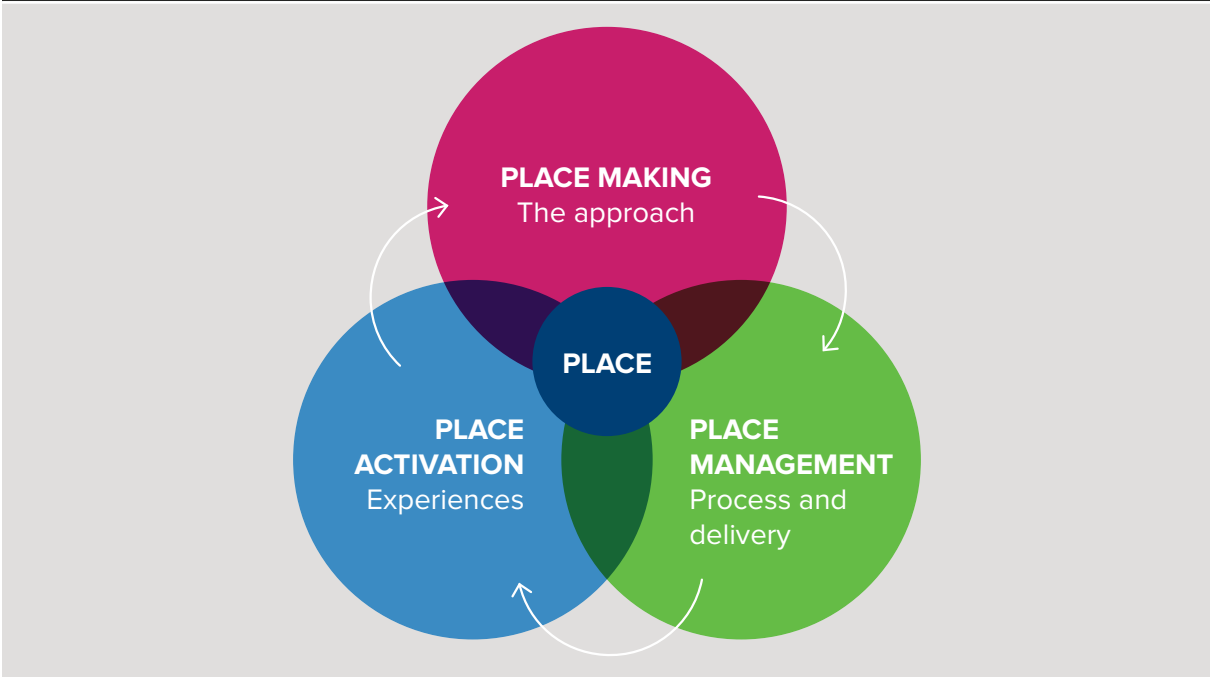 PLACE MAKING
The approach
PLACE
PLACE
ACTIVATION
Experiences
PLACE
MANAGEMENT
Process and
delivery